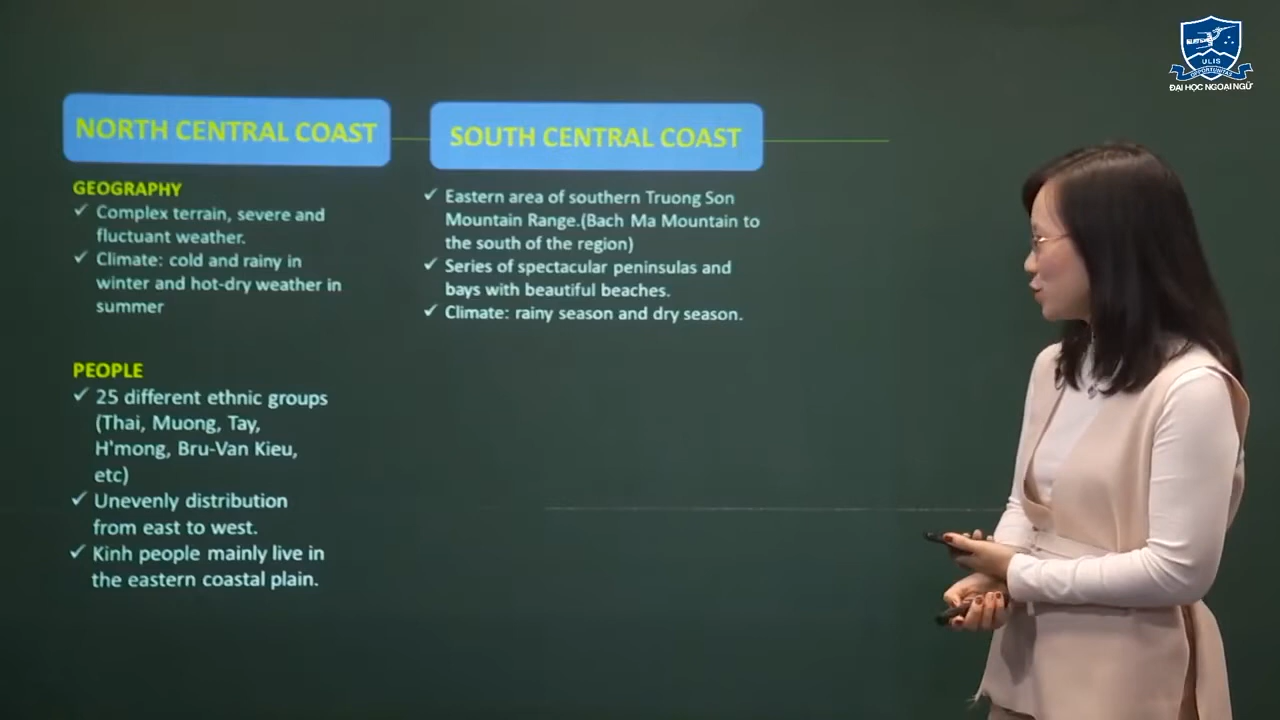 NORTH CENTRAL COAST
GEOGRAPHY
✓ Complex terrain, severe and
fluctuant weather.
✓ Climate: cold and rainy in
winter and hot-dry weather in
summer
PEOPLE
✓ 25 different ethnic groups
(Thai, Muong, Tay,
H'mong, Bru-Van Kieu,
etc)
✓ Unevenly distribution
from east to west.
✓ Kinh people mainly live in
the eastern coastal plain.
SOUTH CENTRAL COAST
✓ Eastern area of southern Truong Son
Mountain Range.(Bach Ma Mountain to
the south of the region)
✓ Series of spectacular peninsulas and
bays with beautiful beaches.
✓ Climate: rainy season and dry season.
ULIS
ĐẠI HỌC NGOẠI NGỮ